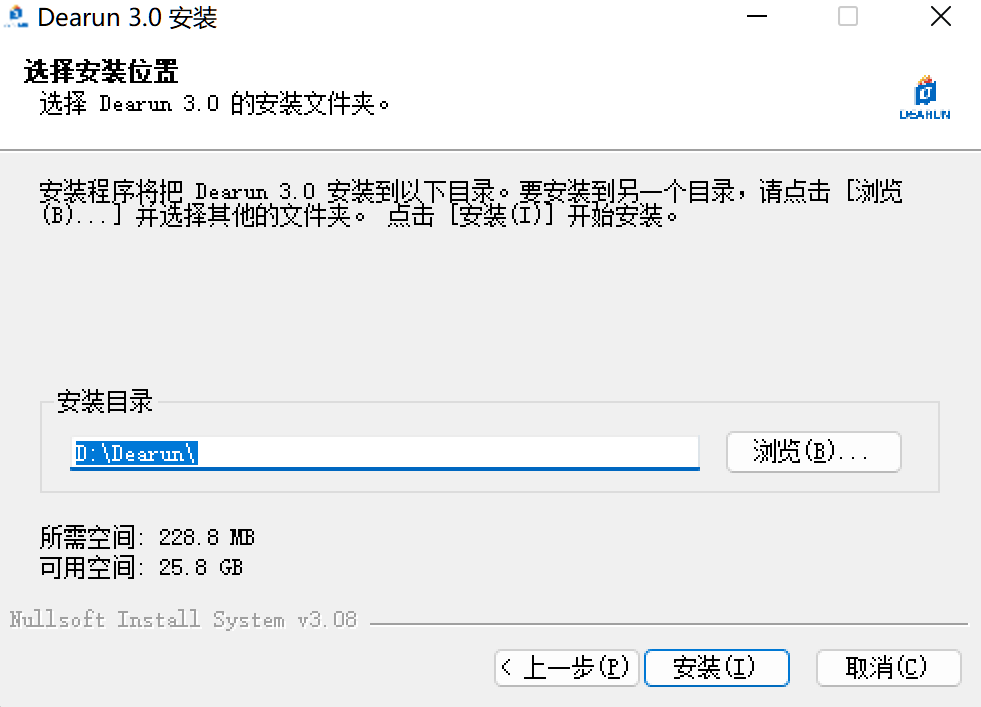 Dearun 3.0 安装
选择安装位置
选择 Dearun 3.0 的安装文件夹。
DEARUN
安装程序将把 Dearun 3.0 安装到以下目录。要安装到另一个目录，请点击 [浏览
(B)...] 并选择其他的文件夹。 点击 [安装(I)] 开始安装。
安装目录
D:\Dearun\
浏览(B)...
所需空间: 228.8 MB
可用空间: 25.8 GB
Nullsoft Install System v3.08
< 上一步(P)
安装(I)
取消(C)